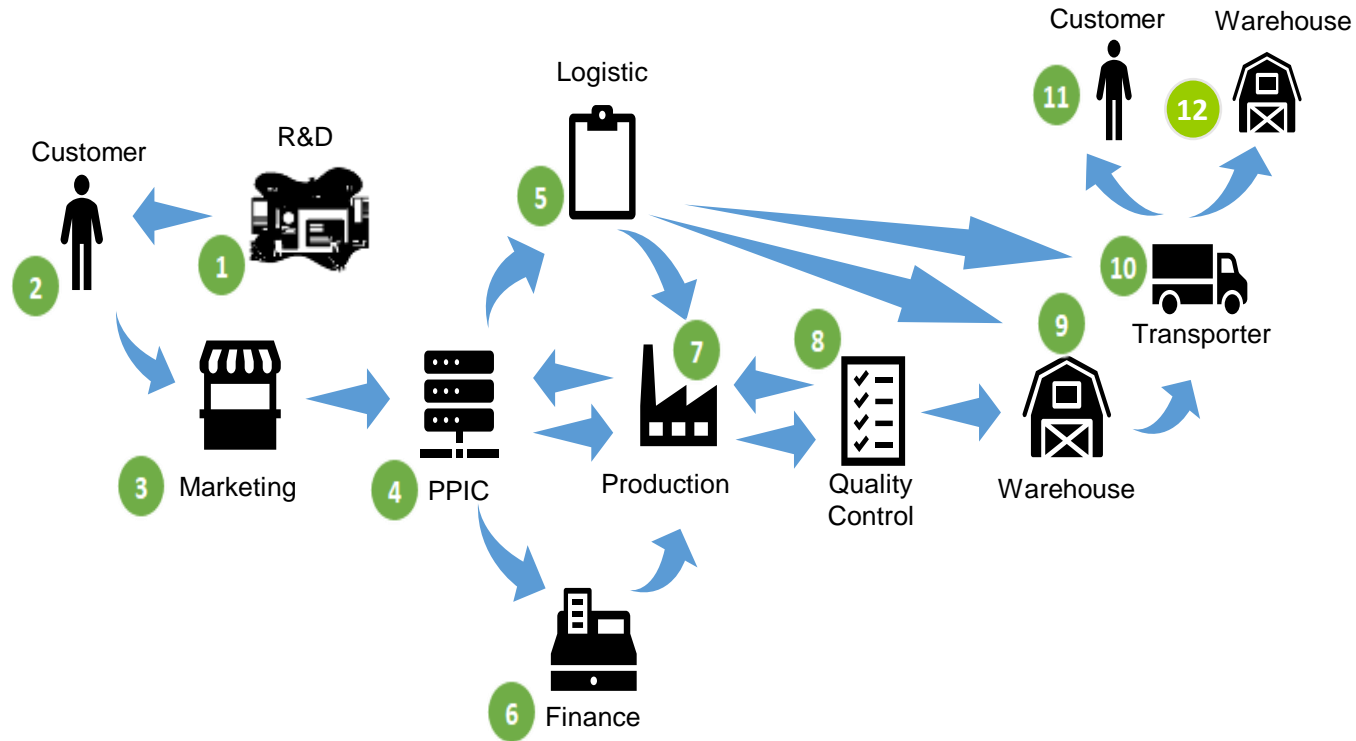 Customer
Warehouse
11
12
Logistic
R&D
Customer
5
1
2
10
Transporter
9
7
8
3
Marketing
4
PPIC
Production
Quality
Control
Warehouse
6
Finance